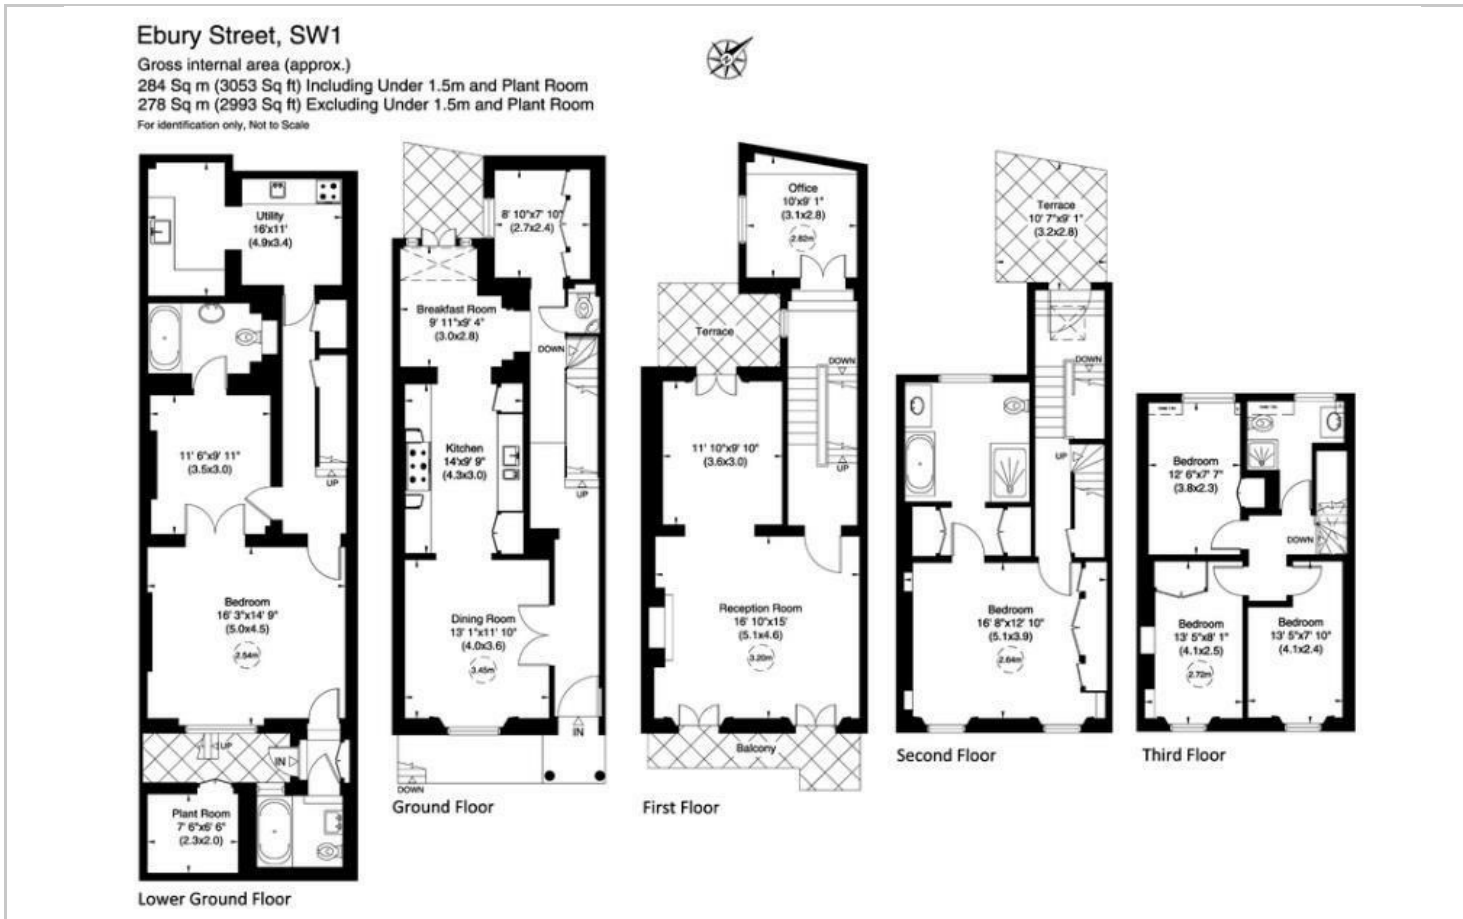 Ebury Street, SW1
Gross internal area (approx.)
284 Sq m (3053 Sq ft) Including Under 1.5m and Plant Room
278 Sq m (2993 Sq ft) Excluding Under 1.5m and Plant Room
For identification only, Not to Scale
Utility
16'x11'
(4.9x3.4)
11' 6"x9' 11"
(3.5x3.0)
UP
Bedroom
16' 3"x14' 9"
(5.0x4.5)
2.54m
UP
IN
Plant Room
7' 6"x6' 6"
(2.3x2.0)
Lower Ground Floor
8' 10"x7' 10"
(2.7x2.4)
Breakfast Room
9' 11"x9' 4"
(3.0x2.8)
DOWN
Kitchen
14'x9' 9"
(4.3x3.0)
UP
Dining Room
13' 1"x11' 10"
(4.0x3.6)
3.45m
IN
DOWN
Ground Floor
Office
10'x9' 1"
(3.1x2.8)
2.82m
Terrace
DOWN
11' 10"x9' 10"
(3.6x3.0)
UP
Reception Room
16' 10"x15'
(5.1x4.6)
3.20m
Balcony
First Floor
Terrace
10' 7"x9' 1"
(3.2x2.8)
DOWN
UP
Bedroom
16' 8"x12' 10"
(5.1x3.9)
2.64m
Second Floor
Bedroom
12' 6"x7' 7"
(3.8x2.3)
DOWN
Bedroom
13' 5"x8' 1"
(4.1x2.5)
2.72m
Bedroom
13' 5"x7' 10"
(4.1x2.4)
Third Floor